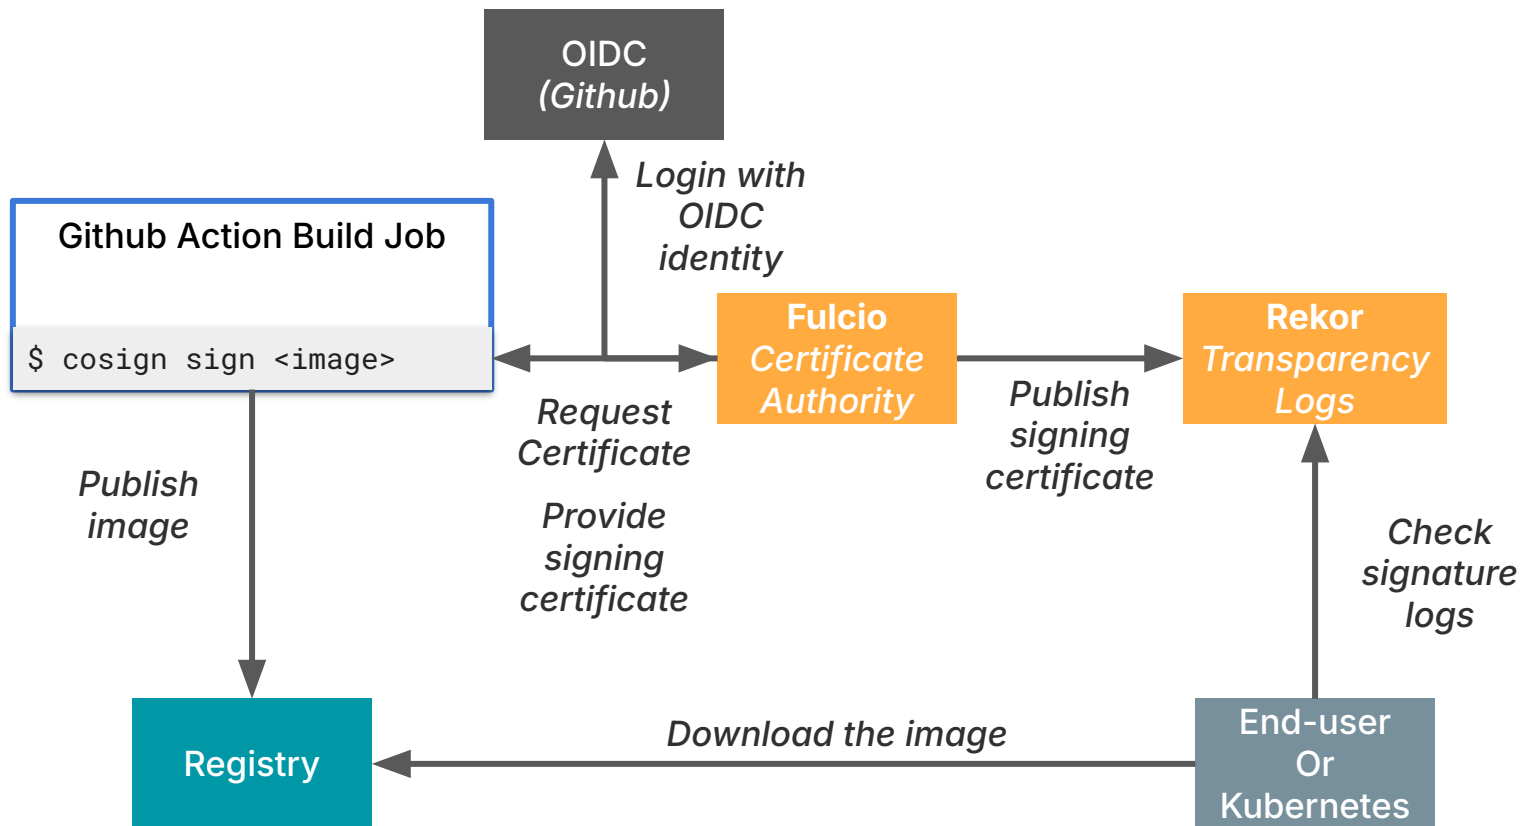 OIDC
(Github)
Login with
OIDC
identity
Github Action Build Job
$ cosign sign <image>
Fulcio
Certificate
Authority
Rekor
Transparency
Logs
Request
Certificate
Provide
signing
certificate
Publish
signing
certificate
Publish
image
Check
signature
logs
Registry
Download the image
End-user
Or
Kubernetes